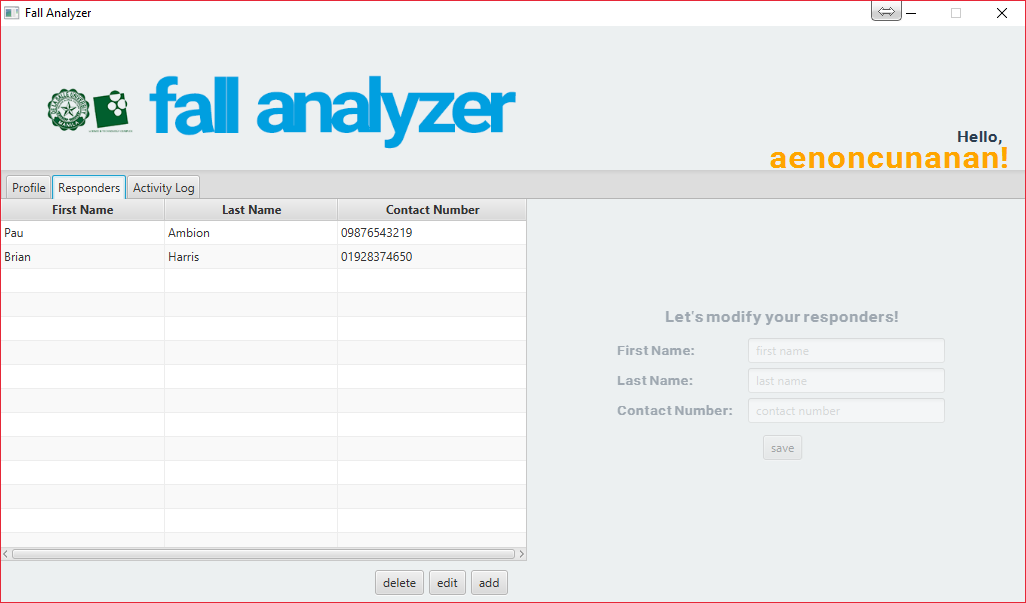 Fall Analyzer
fall analyzer
Hello,
aenoncunanan!
Profile Responders Activity Log
First Name Last Name Contact Number
Pau Ambion 09876543219
Brian Harris 01928374650
Let's modify your responders!
First Name: first name
Last Name: last name
Contact Number: contact number
save
delete edit add